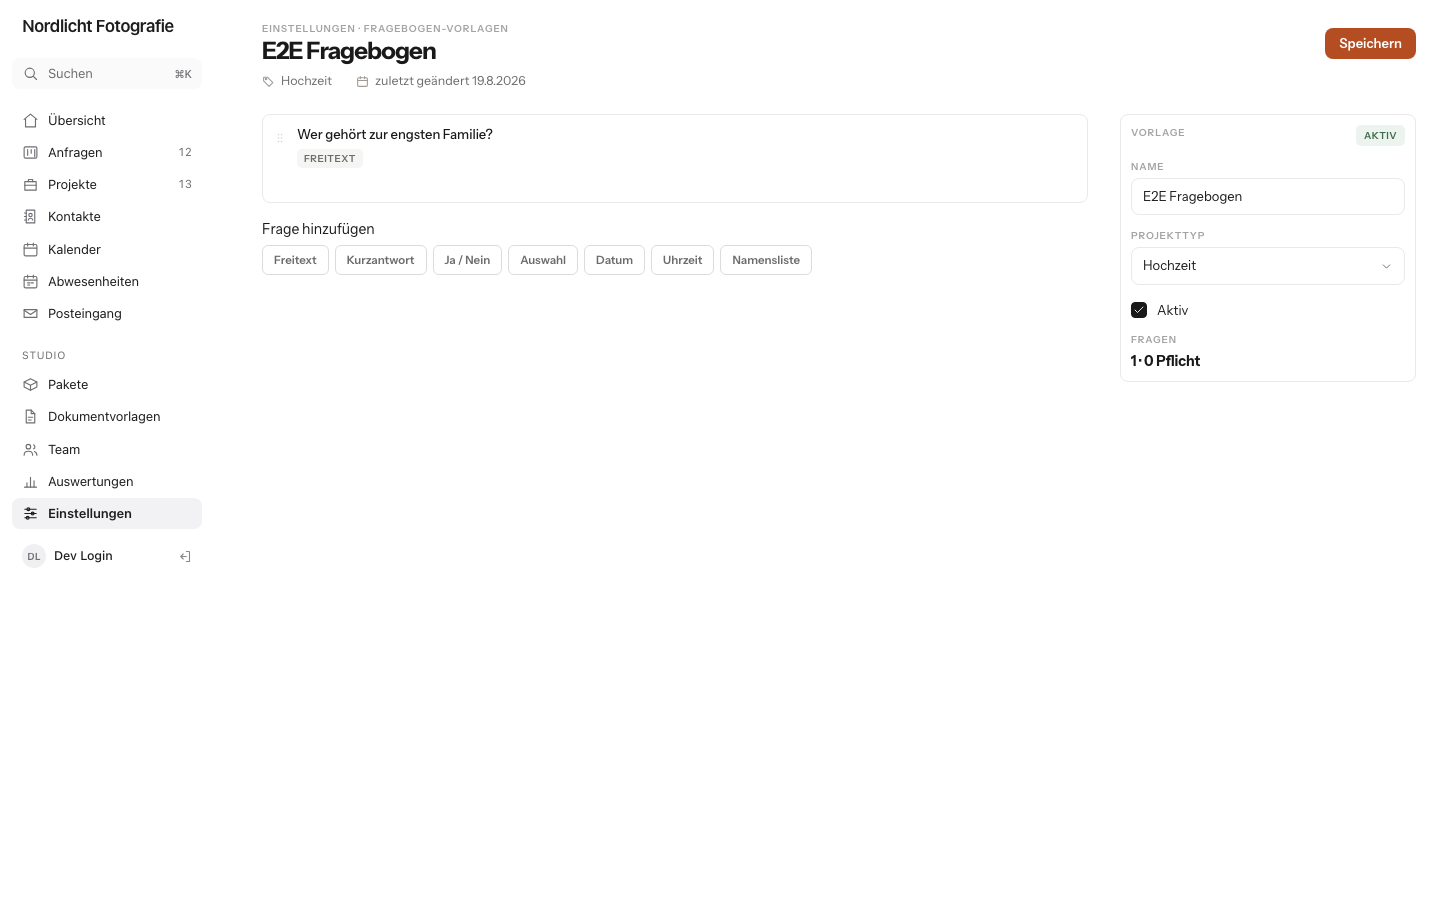 Nordlicht Fotografie
Suchen ⌘K
Übersicht
Anfragen 12
Projekte 13
Kontakte
Kalender
Abwesenheiten
Posteingang
STUDIO
Pakete
Dokumentvorlagen
Team
Auswertungen
Einstellungen
DL Dev Login
EINSTELLUNGEN · FRAGEBOGEN-VORLAGEN
E2E Fragebogen
Hochzeit zuletzt geändert 19.8.2026
Speichern
Wer gehört zur engsten Familie?
FREITEXT
Frage hinzufügen
Freitext Kurzantwort Ja / Nein Auswahl Datum Uhrzeit Namensliste
VORLAGE AKTIV
NAME
E2E Fragebogen
PROJEKTTYP
Hochzeit
Aktiv
FRAGEN
1 · 0 Pflicht